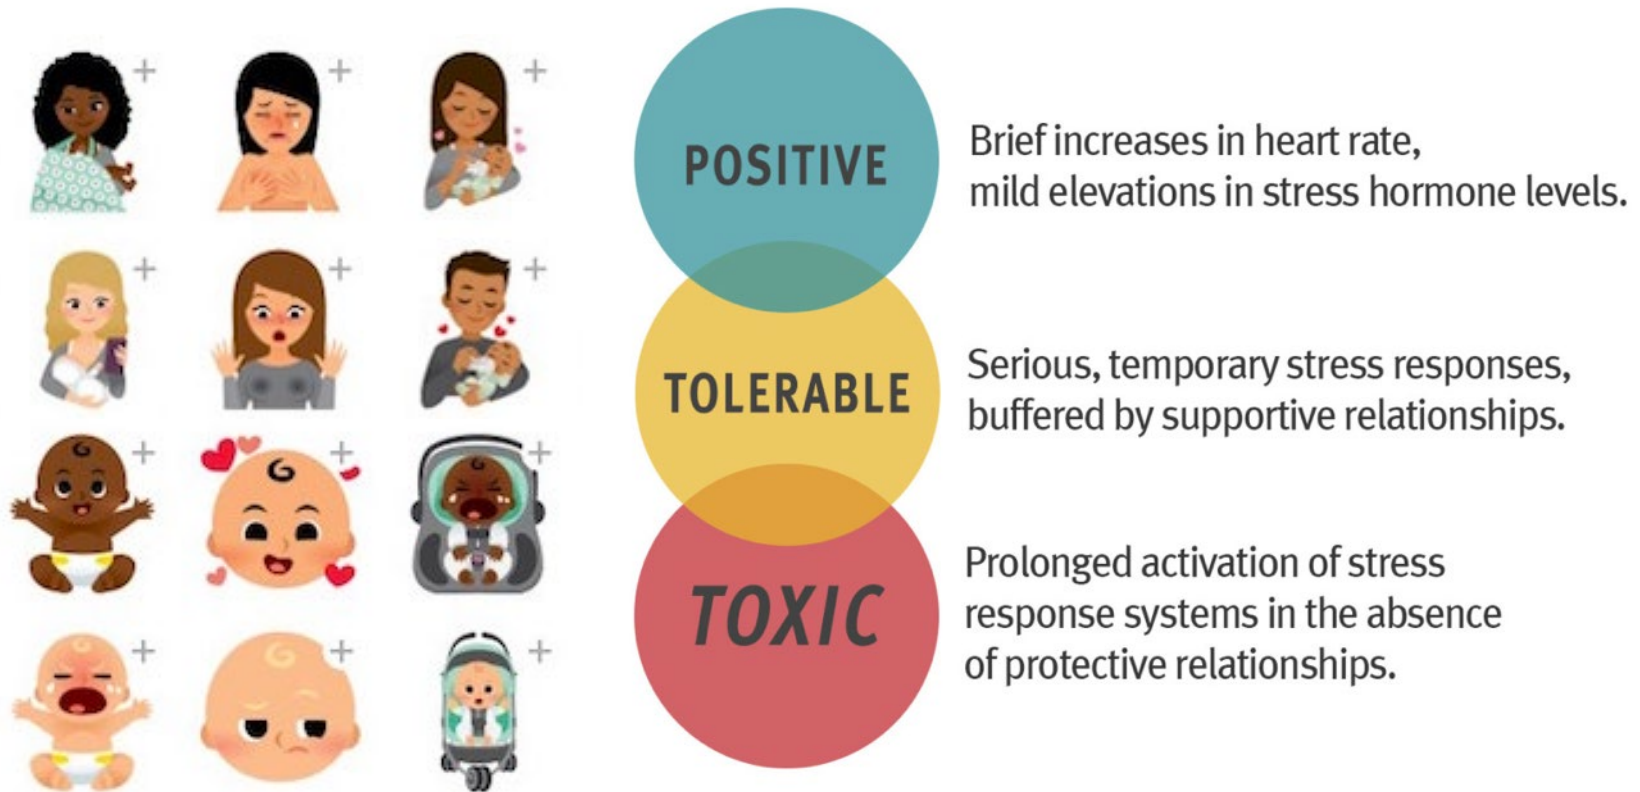 POSITIVE
Brief increases in heart rate,
mild elevations in stress hormone levels.
TOLERABLE
Serious, temporary stress responses,
buffered by supportive relationships.
TOXIC
Prolonged activation of stress
response systems in the absence
of protective relationships.